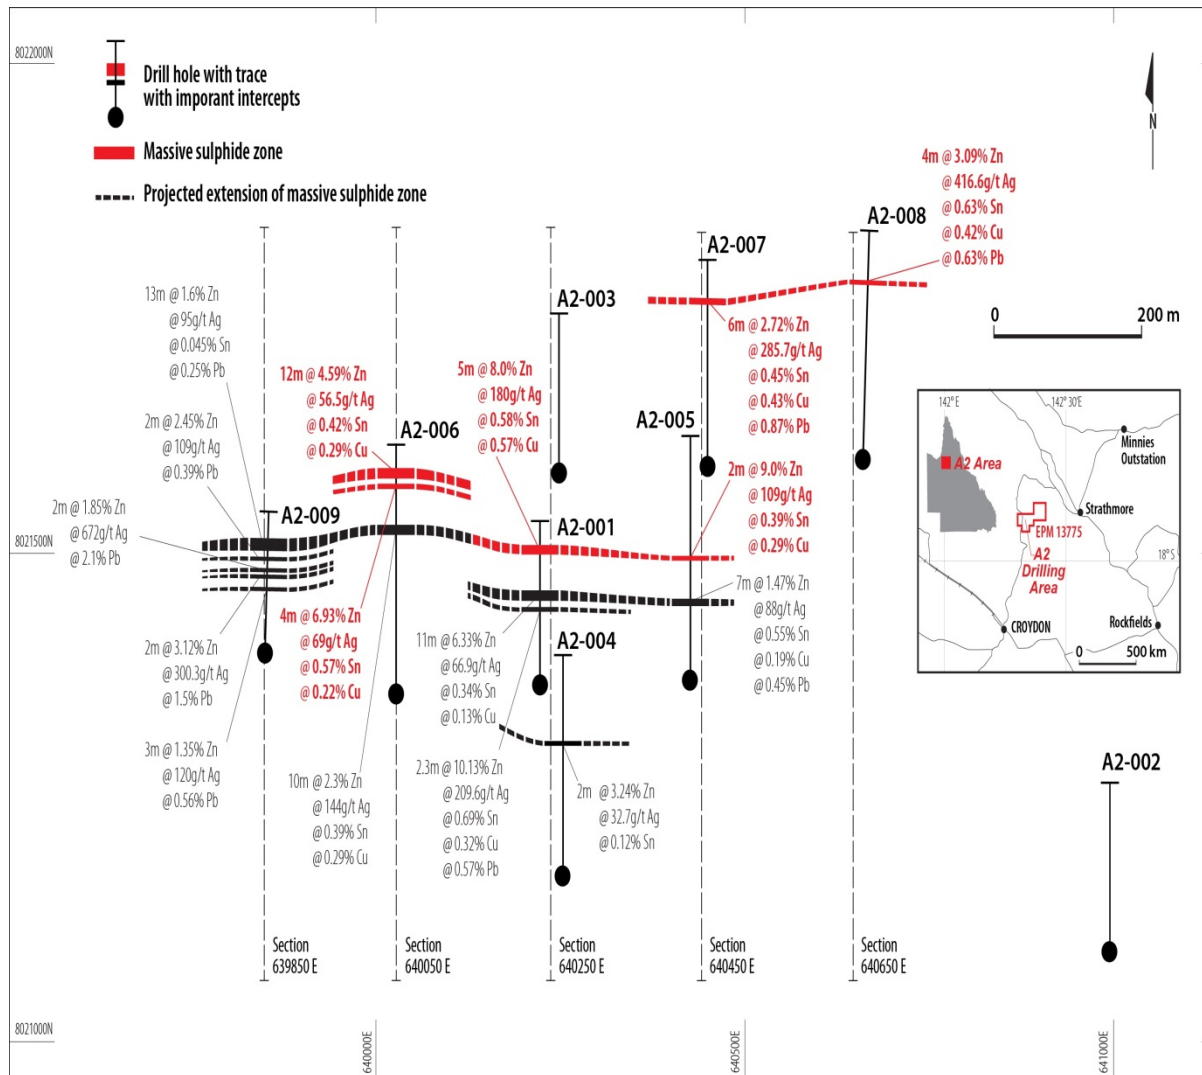 8022000N
Drill hole with trace
with imporant intercepts
Massive sulphide zone
Projected extension of massive sulphide zone
N
4m @ 3.09% Zn
@ 416.6g/t Ag
@ 0.63% Sn
@ 0.42% Cu
@ 0.63% Pb
A2-008
A2-007
A2-003
0 200 m
13m @ 1.6% Zn
@ 95g/t Ag
@ 0.045% Sn
@ 0.25% Pb
12m @ 4.59% Zn
@ 56.5g/t Ag
@ 0.42% Sn
@ 0.29% Cu
5m @ 8.0% Zn
@ 180g/t Ag
@ 0.58% Sn
@ 0.57% Cu
6m @ 2.72% Zn
@ 285.7g/t Ag
@ 0.45% Sn
@ 0.43% Cu
@ 0.87% Pb
2m @ 2.45% Zn
@ 109g/t Ag
@ 0.39% Pb
A2-006
A2-005
2m @ 9.0% Zn
@ 109g/t Ag
@ 0.39% Sn
@ 0.29% Cu
2m @ 1.85% Zn
@ 672g/t Ag
@ 2.1% Pb
A2-009
A2-001
8021500N
142° E
142° 30'E
Minnies
Outstation
A2 Area
Strathmore
EPM 13775
18° S
A2
Drilling
Area
CROYDON
Rockfields
0 500 km
7m @ 1.47% Zn
@ 88g/t Ag
@ 0.55% Sn
@ 0.19% Cu
@ 0.45% Pb
4m @ 6.93% Zn
@ 69g/t Ag
@ 0.57% Sn
@ 0.22% Cu
11m @ 6.33% Zn
@ 66.9g/t Ag
@ 0.34% Sn
@ 0.13% Cu
A2-004
2m @ 3.12% Zn
@ 300.3g/t Ag
@ 1.5% Pb
3m @ 1.35% Zn
@ 120g/t Ag
@ 0.56% Pb
10m @ 2.3% Zn
@ 144g/t Ag
@ 0.39% Sn
@ 0.29% Cu
2.3m @ 10.13% Zn
@ 209.6g/t Ag
@ 0.69% Sn
@ 0.32% Cu
@ 0.57% Pb
2m @ 3.24% Zn
@ 32.7g/t Ag
@ 0.12% Sn
A2-002
Section
639850 E
Section
640050 E
Section
640250 E
Section
640450 E
Section
640650 E
8021000N
640000E
640500E
641000E